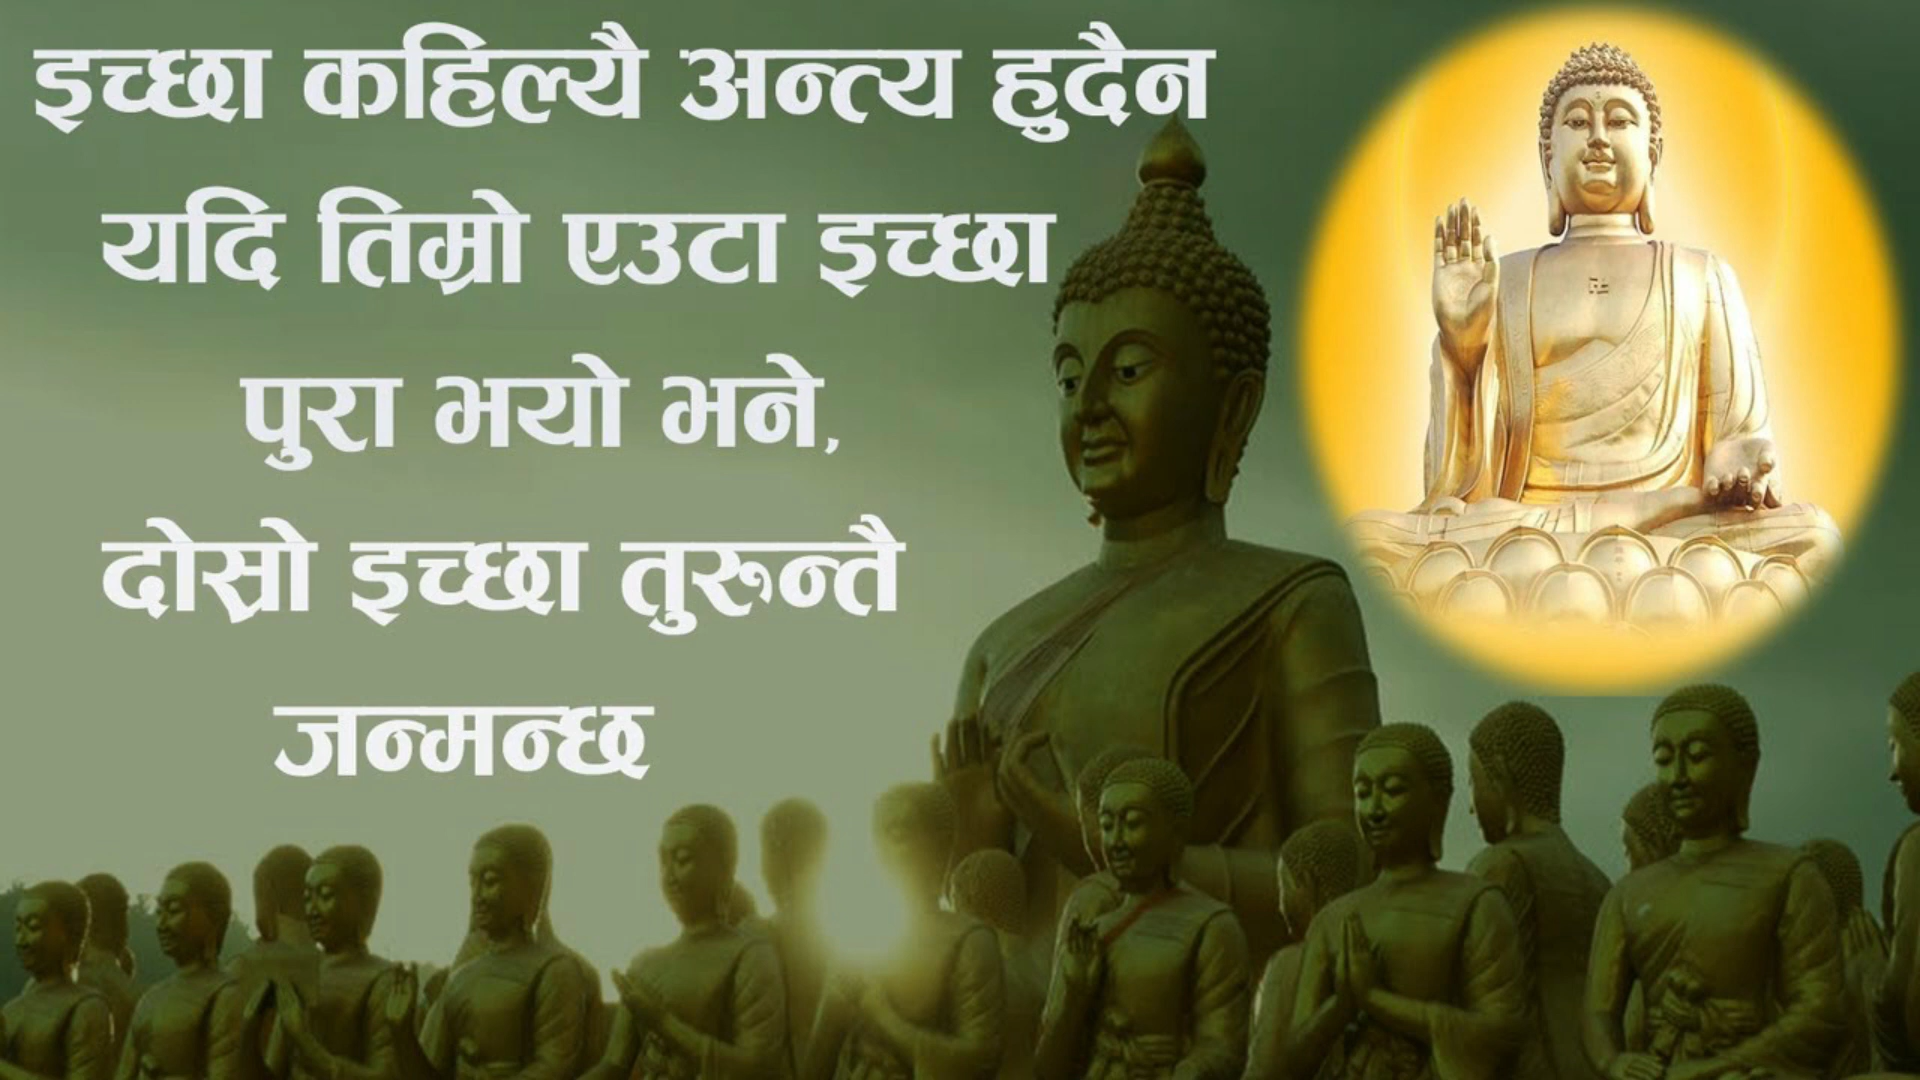 इच्छा कहिल्यै अन्त्य हुदैन
यदि तिम्रो एउटा इच्छा
पुरा भयो भने,
दोस्रो इच्छा तुरुन्तै
जन्मन्छ